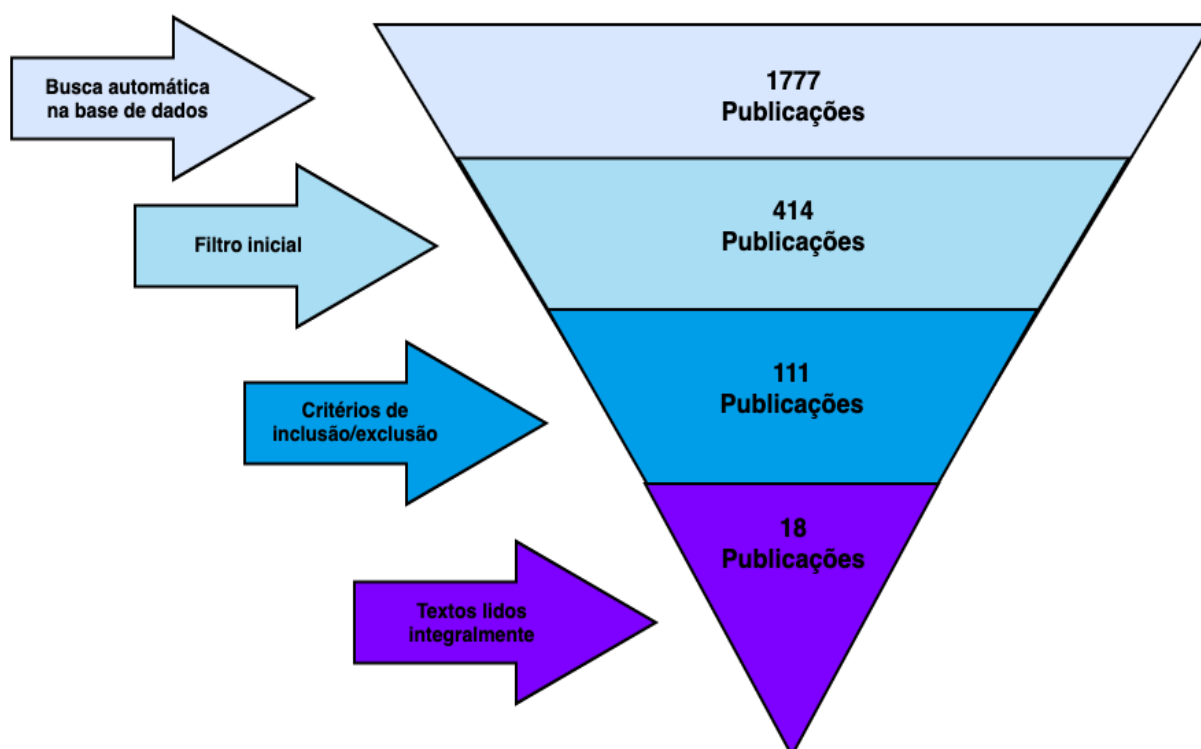 Busca automática
na base de dados
1777
Publicações
Filtro inicial
414
Publicações
Critérios de
inclusão/exclusão
111
Publicações
Textos lidos
integralmente
18
Publicações